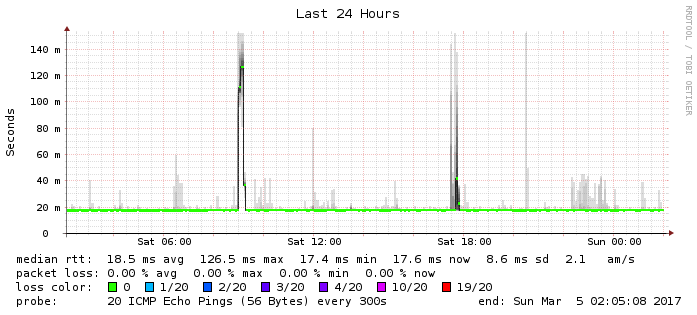 Last 24 Hours
RRDTOOL / TOBI OETIKER
Seconds
140 m
120 m
100 m
80 m
60 m
40 m
20 m
0
Sat 06:00 Sat 12:00 Sat 18:00 Sun 00:00
median rtt: 18.5 ms avg 126.5 ms max 17.4 ms min 17.6 ms now 8.6 ms sd 2.1 am/s
packet loss: 0.00 % avg 0.00 % max 0.00 % min 0.00 % now
loss color: 0 1/20 2/20 3/20 4/20 10/20 19/20
probe: 20 ICMP Echo Pings (56 Bytes) every 300s end: Sun Mar 5 02:05:08 2017